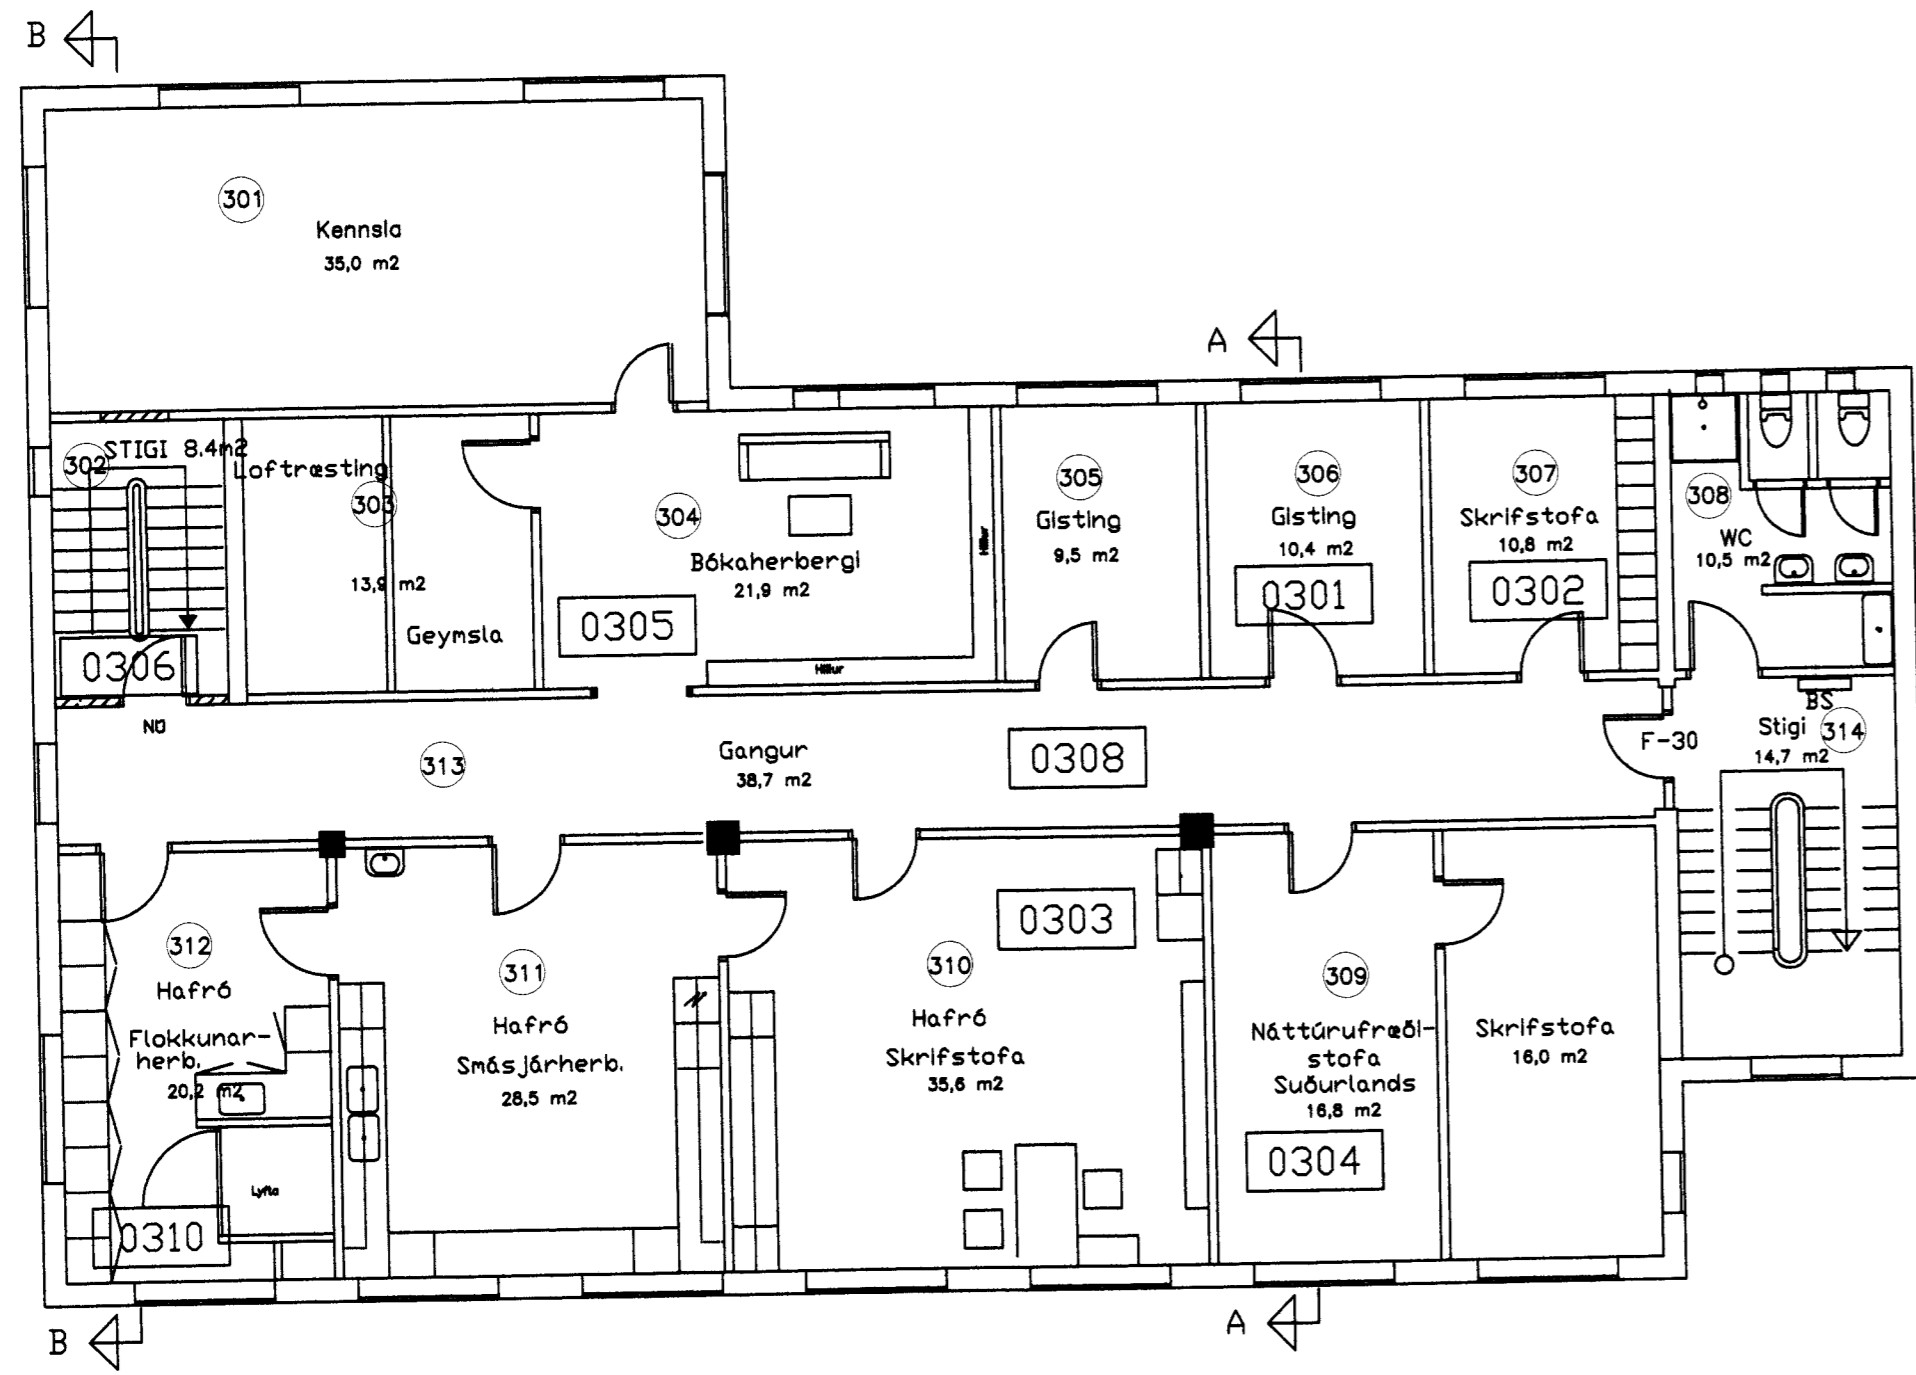 B
301
Kennsla
35,0 m2
A
302
STIGI 8.4m2
Loftræsting
303
13,9 m2
Geymsla
304
Bókaherbergi
21,9 m2
Hillur
Hillur
0305
305
Gisting
9,5 m2
306
Gisting
10,4 m2
0301
307
Skrifstofa
10,8 m2
0302
308
WC
10,5 m2
0306
NÚ
313
Gangur
38,7 m2
0308
F-30
BS
Stigi
314
14,7 m2
312
Hafró
Flokkunar-
herb.
20,2 m2
Lyfta
0310
311
Hafró
Smásjárherb.
28,5 m2
0303
310
Hafró
Skrifstofa
35,6 m2
309
Náttúrufræði-
stofa
Suðurlands
16,8 m2
0304
Skrifstofa
16,0 m2
B
A